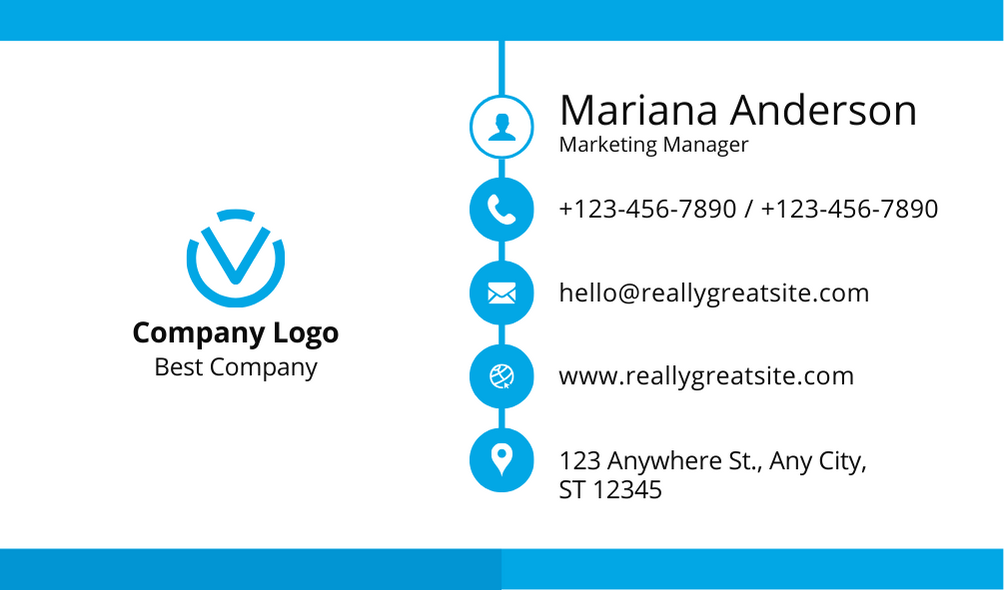 Mariana Anderson
Marketing Manager
+123-456-7890 / +123-456-7890
hello@reallygreatsite.com
www.reallygreatsite.com
123 Anywhere St., Any City,
ST 12345
Company Logo
Best Company